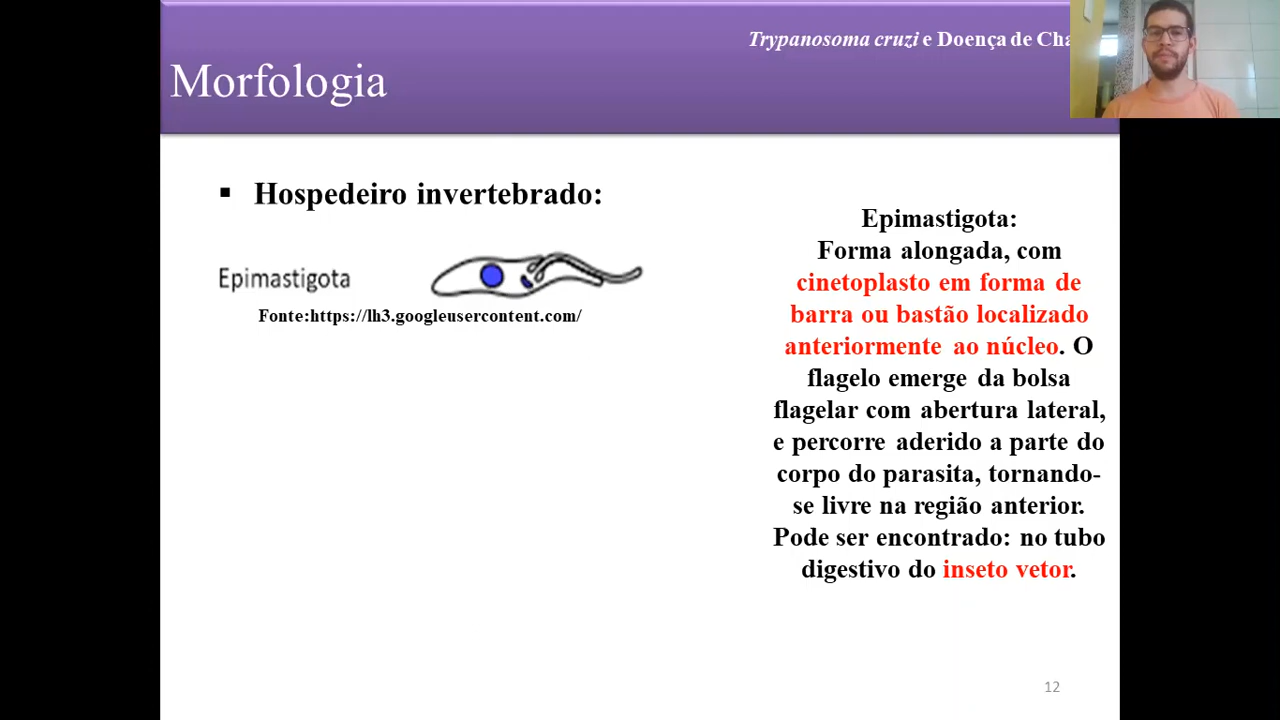 Trypanosoma cruzi e Doença de Cha
Morfologia
▪ Hospedeiro invertebrado:
Epimastigota
Fonte:https://lh3.googleusercontent.com/
Epimastigota:
Forma alongada, com
cinetoplasto em forma de
barra ou bastão localizado
anteriormente ao núcleo. O
flagelo emerge da bolsa
flagelar com abertura lateral,
e percorre aderido a parte do
corpo do parasita, tornando-
se livre na região anterior.
Pode ser encontrado: no tubo
digestivo do inseto vetor.
12